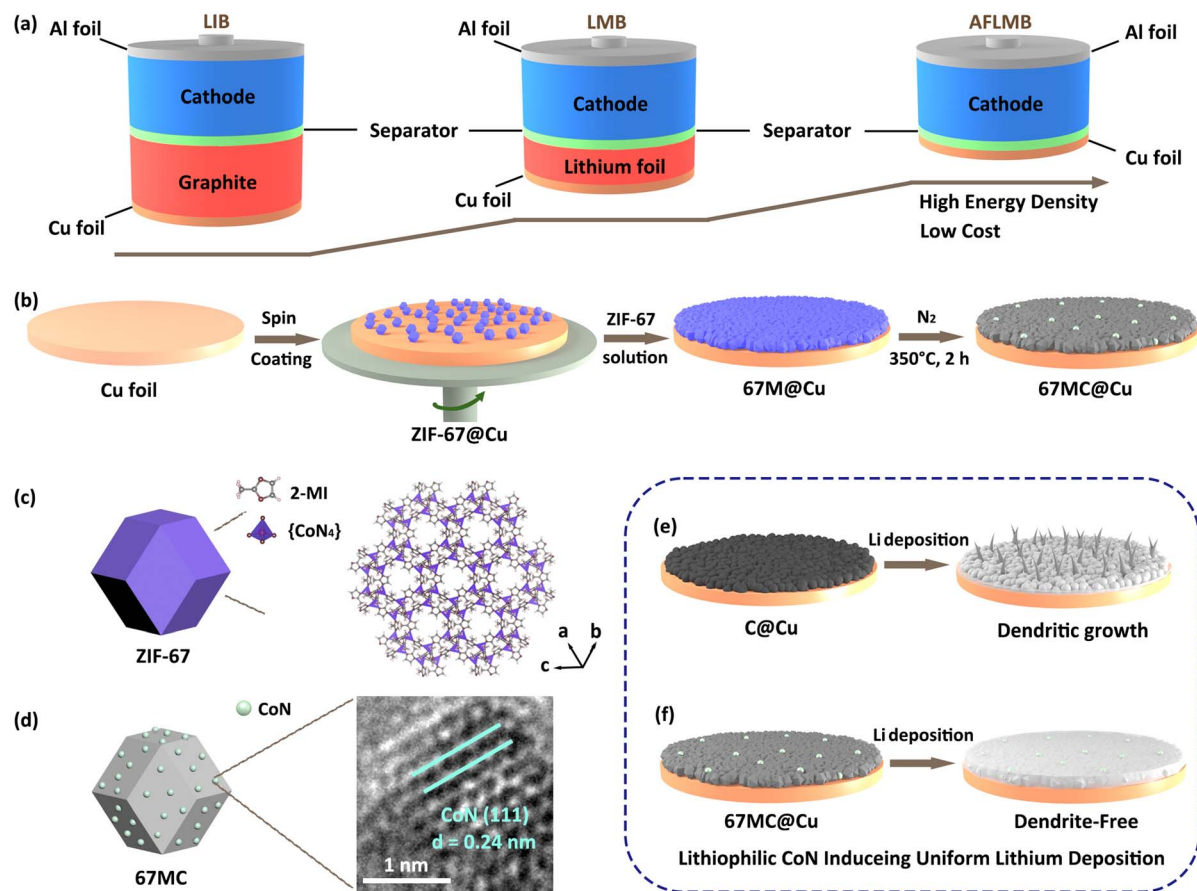 (a)
LIB
LMB
AFLMB
Al foil
Al foil
Al foil
Cathode
Cathode
Cathode
Separator
Separator
Graphite
Lithium foil
Cu foil
Cu foil
Cu foil
High Energy Density
Low Cost
(b)
Cu foil
Spin
Coating
ZIF-67@Cu
ZIF-67
solution
67M@Cu
N₂
350°C, 2 h
67MC@Cu
(c)
2-MI
{CoN₄}
ZIF-67
a
b
c
(d)
CoN
67MC
CoN (111)
d = 0.24 nm
1 nm
(e)
Li deposition
C@Cu
Dendritic growth
(f)
Li deposition
67MC@Cu
Dendrite-Free
Lithiophilic CoN Induceing Uniform Lithium Deposition